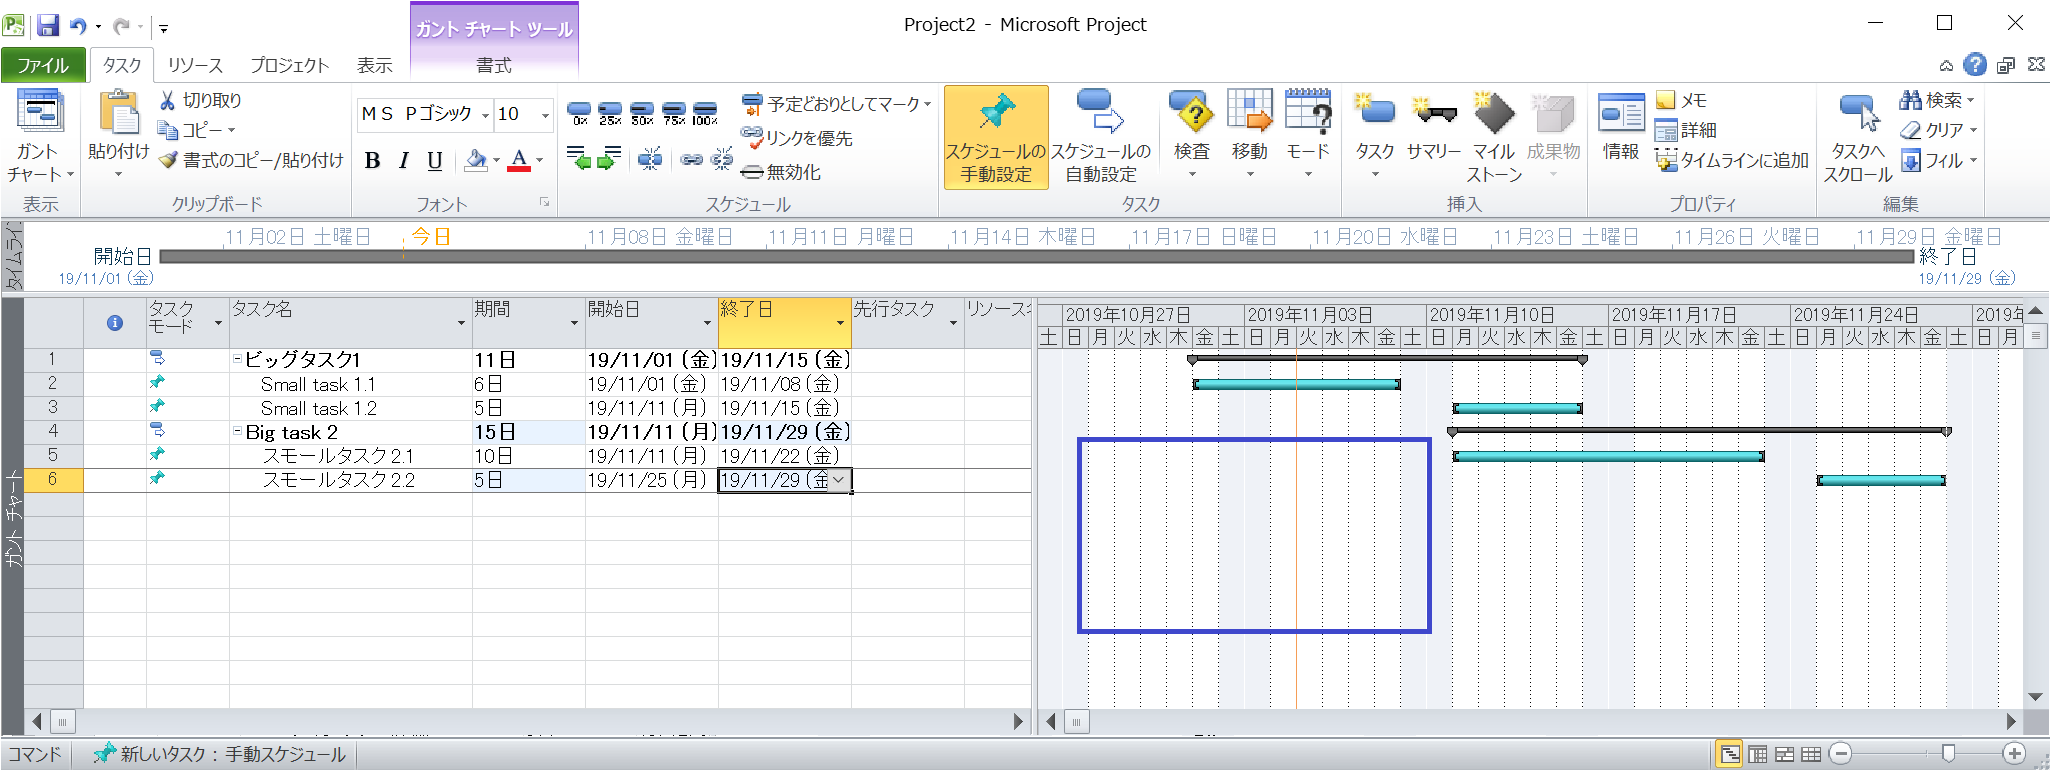 Project2 - Microsoft Project
ガント チャート ツール
ファイル タスク リソース プロジェクト 表示 書式
ガント チャート
表示
貼り付け
切り取り
コピー
書式のコピー/貼り付け
クリップボード
ＭＳ Ｐゴシック 10
B I U A
フォント
0% 25% 50% 75% 100%
予定どおりとしてマーク
リンクを優先
無効化
スケジュール
スケジュールの手動設定
スケジュールの自動設定
検査
移動
モード
タスク
タスク
サマリー
マイルストーン
成果物
挿入
情報
メモ
詳細
タイムラインに追加
プロパティ
タスクへスクロール
検索
クリア
フィル
編集
11月02日 土曜日 今日 11月08日 金曜日 11月11日 月曜日 11月14日 木曜日 11月17日 日曜日 11月20日 水曜日 11月23日 土曜日 11月26日 火曜日 11月29日 金曜日
開始日
19/11/01 (金)
終了日
19/11/29 (金)
タスク モード タスク名 期間 開始日 終了日 先行タスク リソース
1 ビッグタスク1 11日 19/11/01 (金) 19/11/15 (金)
2 Small task 1.1 6日 19/11/01 (金) 19/11/08 (金)
3 Small task 1.2 5日 19/11/11 (月) 19/11/15 (金)
4 Big task 2 15日 19/11/11 (月) 19/11/29 (金)
5 スモールタスク2.1 10日 19/11/11 (月) 19/11/22 (金)
6 スモールタスク2.2 5日 19/11/25 (月) 19/11/29 (金
2019年10月27日 2019年11月03日 2019年11月10日 2019年11月17日 2019年11月24日 2019年
土 日 月 火 水 木 金 土 日 月 火 水 木 金 土 日 月 火 水 木 金 土 日 月 火 水 木 金 土 日 月 火 水 木 金 土 日 月
ガント チャート
コマンド
新しいタスク : 手動スケジュール